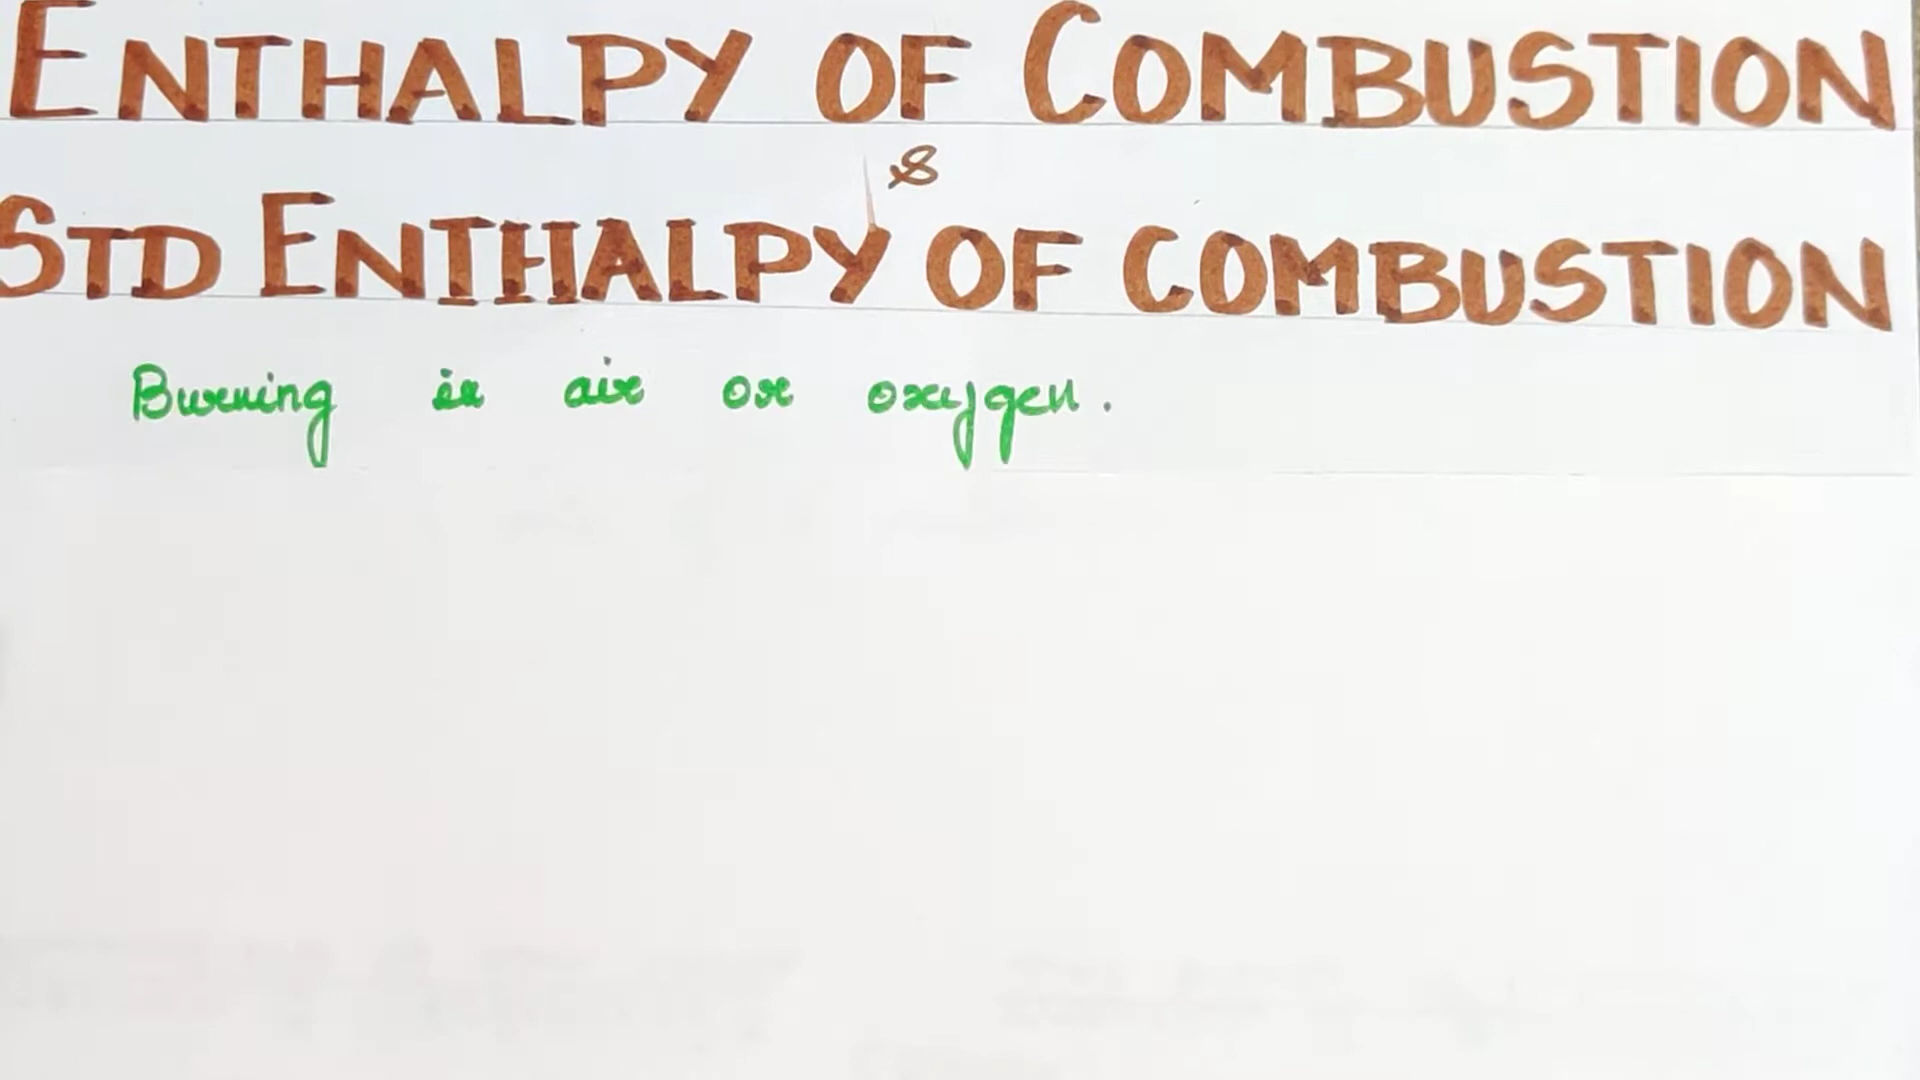 ENTHALPY OF COMBUSTION
&
STD ENTHALPY OF COMBUSTION
Burning in air or oxygen.